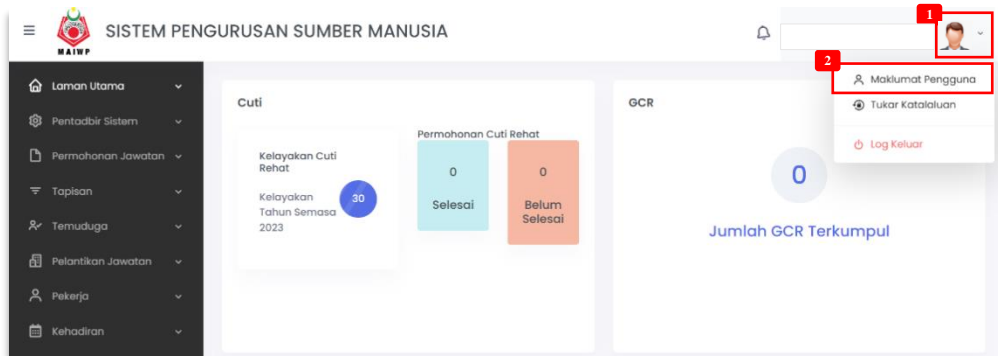 MAIWP
SISTEM PENGURUSAN SUMBER MANUSIA
1
2
Maklumat Pengguna
Tukar Katalaluan
Log Keluar
Laman Utama
Pentadbir Sistem
Permohonan Jawatan
Tapisan
Temuduga
Pelantikan Jawatan
Pekerja
Kehadiran
Cuti
Kelayakan Cuti
Rehat
Kelayakan
Tahun Semasa
2023
30
Permohonan Cuti Rehat
0
Selesai
0
Belum
Selesai
GCR
0
Jumlah GCR Terkumpul